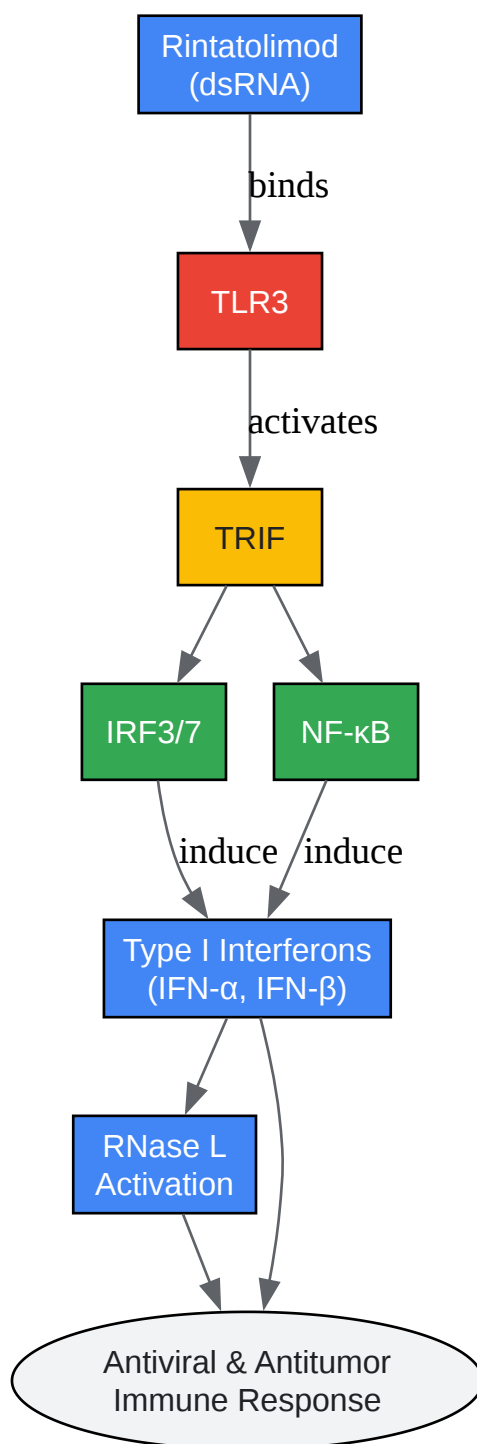 Rintatolimod
(dsRNA)
binds
TLR3
activates
TRIF
IRF3/7
NF-κB
induce
induce
Type I Interferons
(IFN-α, IFN-β)
RNase L
Activation
Antiviral & Antitumor
Immune Response